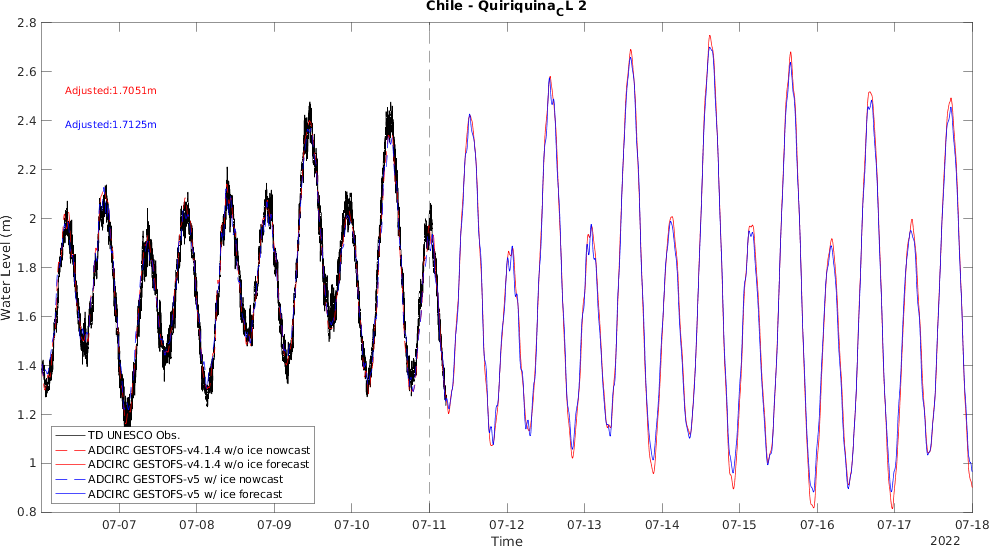 Chile - Quiriquina_CL 2
2.8
2.6
2.4
2.2
2
1.8
1.6
1.4
1.2
1
0.8
Water Level (m)
Adjusted:1.7051m
Adjusted:1.7125m
TD UNESCO Obs.
ADCIRC GESTOFS-v4.1.4 w/o ice nowcast
ADCIRC GESTOFS-v4.1.4 w/o ice forecast
ADCIRC GESTOFS-v5 w/ ice nowcast
ADCIRC GESTOFS-v5 w/ ice forecast
07-07 07-08 07-09 07-10 07-11 07-12 07-13 07-14 07-15 07-16 07-17 07-18
Time
2022